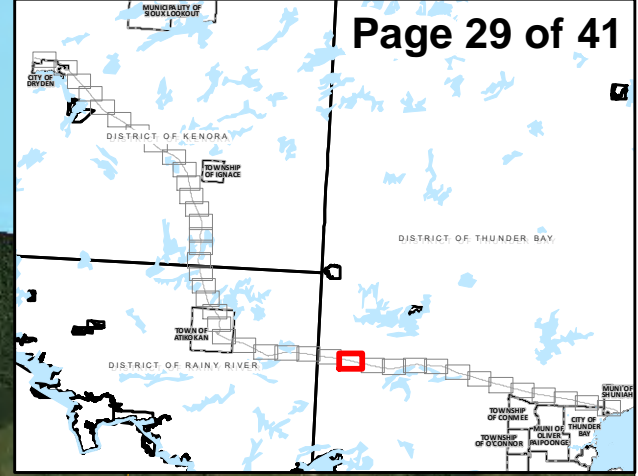 MUNICIPALITY OF
SIOUX LOOKOUT
Page 29 of 41
CITY OF
DRYDEN
DISTRICT OF KENORA
TOWNSHIP
OF IGNACE
DISTRICT OF THUNDER BAY
TOWN OF
ATIKOKAN
DISTRICT OF RAINY RIVER
MUNI OF
SHUNIAH
TOWNSHIP
OF CONMEE
CITY OF
THUNDER
BAY
MUNI OF
OLIVER
PAIPOONGE
TOWNSHIP
OF O'CONNOR